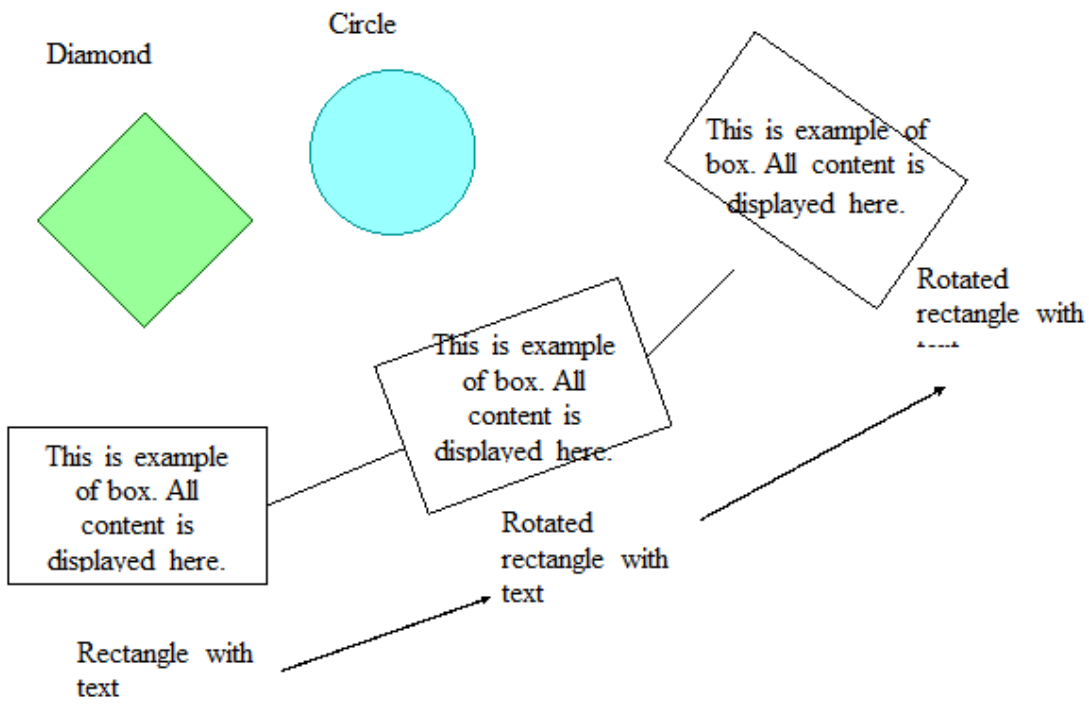 Circle
Diamond
This is example of
box. All content is
displayed here.
Rotated
rectangle with
text
This is example
of box. All
content is
displayed here.
This is example
of box. All
content is
displayed here.
Rotated
rectangle with
text
Rectangle with
text